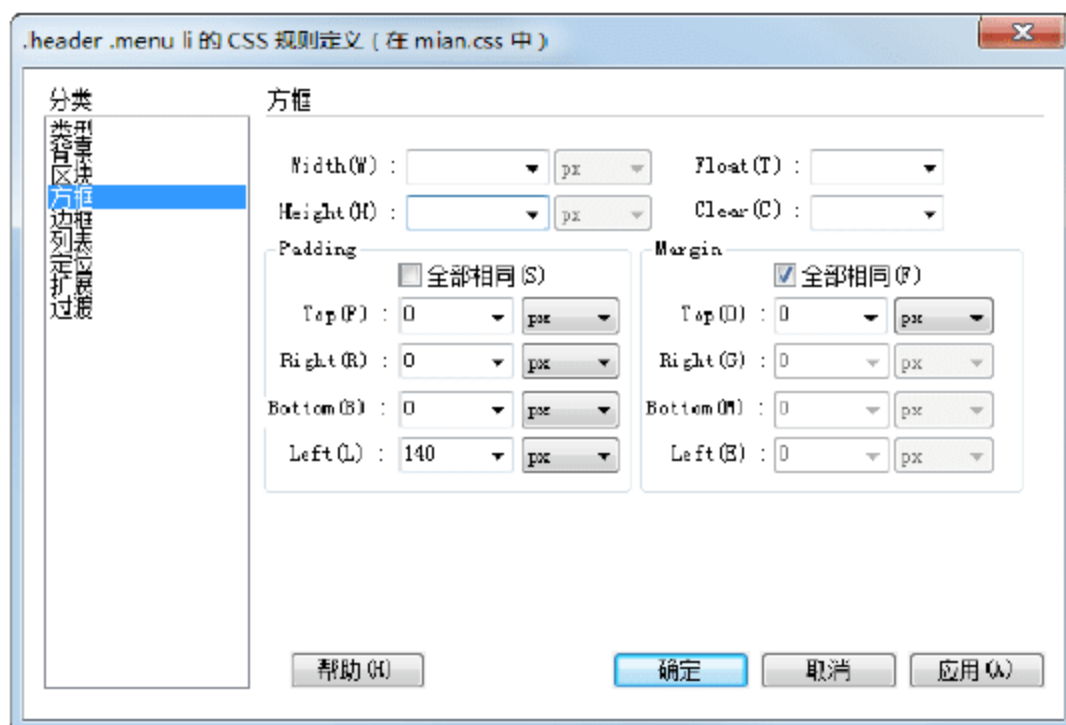 .header .menu li 的 CSS 规则定义（在 mian.css 中）
分类
类型
背景
区块
方框
边框
列表
定位
扩展
过渡
方框
Width(W) : px Float(T) :
Height(H) : px Clear(C) :
Padding Margin
全部相同(S) 全部相同(F)
Top(P) : 0 px Top(O) : 0 px
Right(R) : 0 px Right(G) : 0 px
Bottom(B) : 0 px Bottom(M) : 0 px
Left(L) : 140 px Left(E) : 0 px
帮助(H) 确定 取消 应用(A)